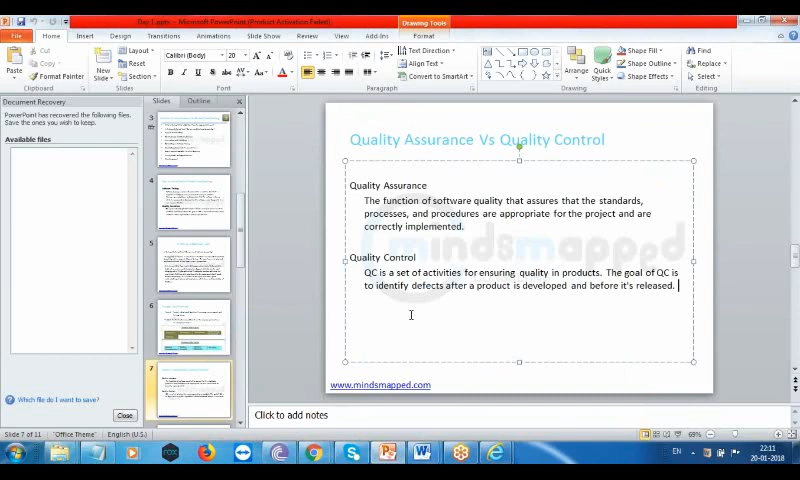 Day 1.pptx - Microsoft PowerPoint (Product Activation Failed)
Drawing Tools
File
Home
Insert
Design
Transitions
Animations
Slide Show
Review
View
Add-Ins
Format
Paste
Cut
Copy
Format Painter
Clipboard
New Slide
Layout
Reset
Section
Slides
Calibri (Body)
20
Font
Paragraph
Text Direction
Align Text
Convert to SmartArt
Arrange
Quick Styles
Shape Fill
Shape Outline
Shape Effects
Drawing
Find
Replace
Select
Editing
Document Recovery
PowerPoint has recovered the following files.
Save the ones you wish to keep.
Available files
Which file do I want to save?
Close
Slides
Outline
3
4
5
6
7
Quality Assurance Vs Quality Control
Quality Assurance
The function of software quality that assures that the standards,
processes, and procedures are appropriate for the project and are
correctly implemented.
mindsmapped
Quality Control
QC is a set of activities for ensuring quality in products. The goal of QC is
to identify defects after a product is developed and before it's released.
www.mindsmapped.com
Click to add notes
Slide 7 of 11
"Office Theme"
English (U.S.)
69%
EN
22:11
20-01-2018